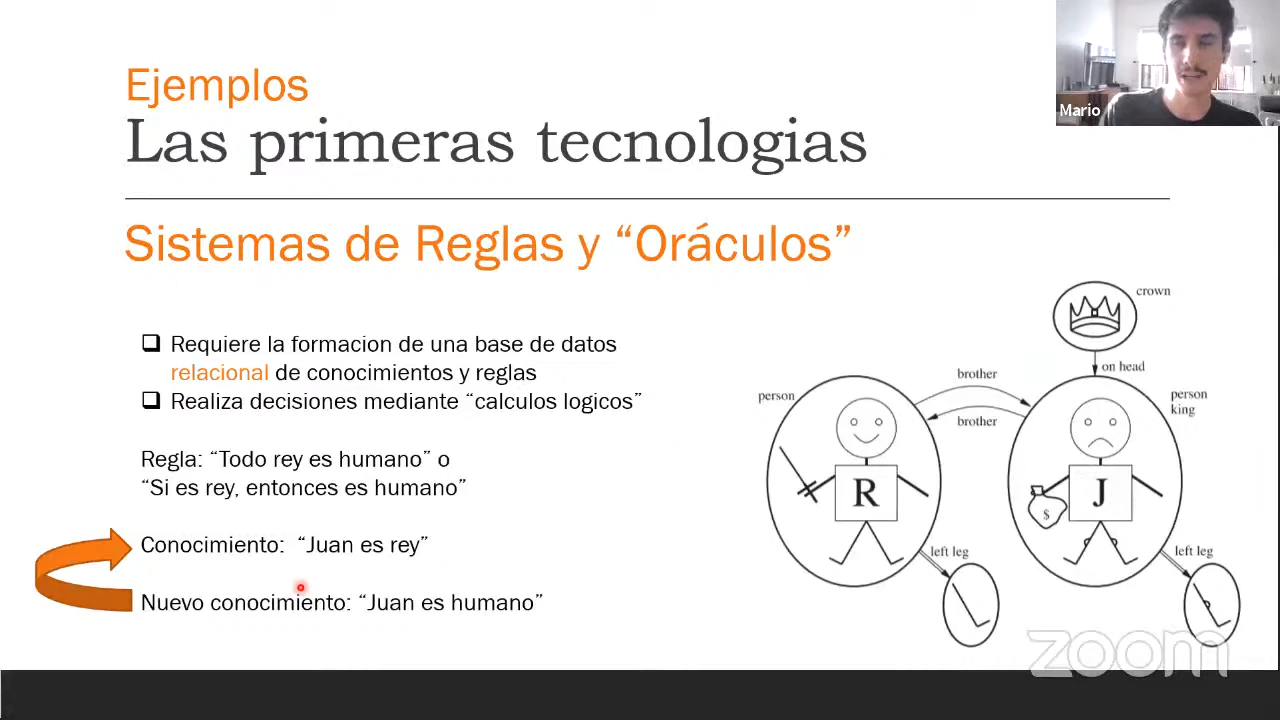 Ejemplos
Las primeras tecnologias
Mario
Sistemas de Reglas y “Oráculos”
❑ Requiere la formacion de una base de datos
relacional de conocimientos y reglas
❑ Realiza decisiones mediante “calculos logicos”
Regla: “Todo rey es humano” o
“Si es rey, entonces es humano”
Conocimiento: “Juan es rey”
Nuevo conocimiento: “Juan es humano”
crown
on head
brother
brother
person
person
king
R
J
$
left leg
left leg
zoom